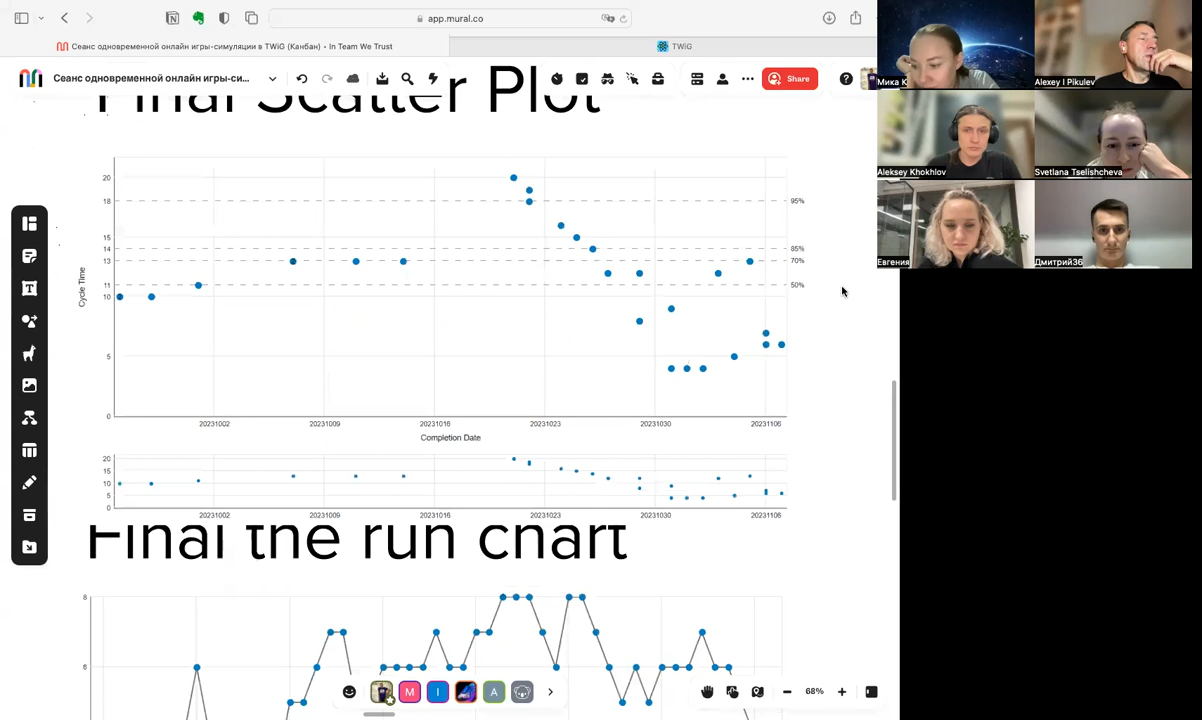 app.mural.co
Сеанс одновременной онлайн игры-симуляции в TWiG (Канбан) • In Team We Trust
TWiG
Сеанс одновременной онлайн игры-си...
Share
Final Scatter Plot
20
18
15
14
13
11
10
5
0
95%
85%
70%
50%
Cycle Time
20231002
20231009
20231016
20231023
20231030
20231106
Completion Date
20
15
10
5
0
20231002
20231009
20231016
20231023
20231030
20231106
Final the run chart
8
6
M
I
A
68%
Мика К
Alexey I Pikulev
Aleksey Khokhlov
Svetlana Tselishcheva
Евгения
Дмитрий36